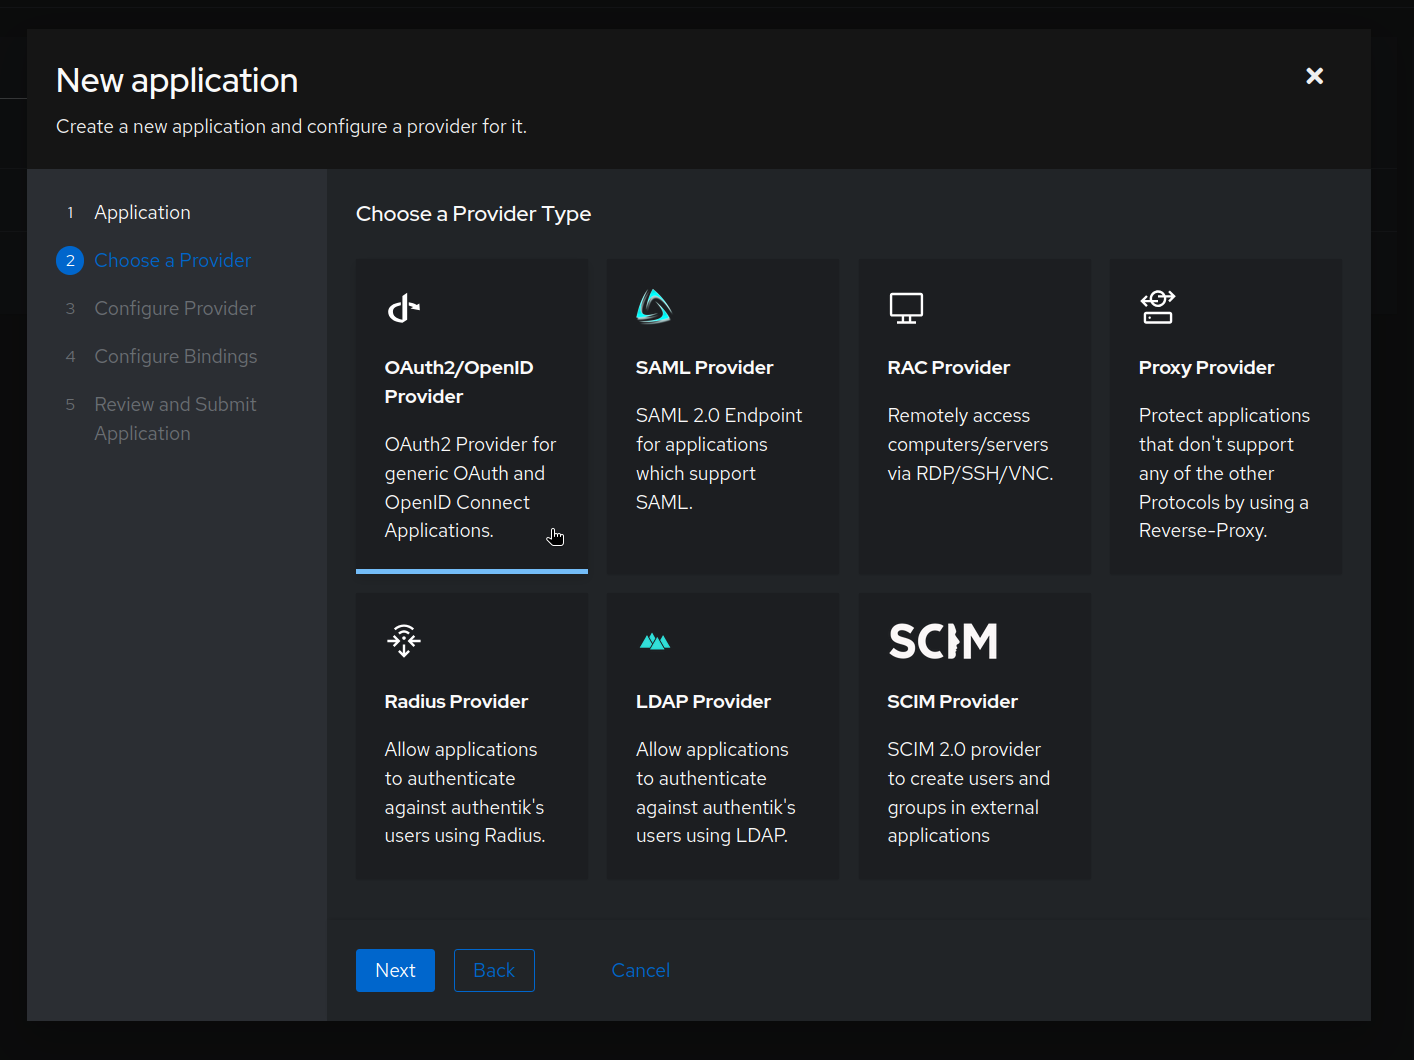 New application
Create a new application and configure a provider for it.
1 Application
2 Choose a Provider
3 Configure Provider
4 Configure Bindings
5 Review and Submit
Application
Choose a Provider Type
OAuth2/OpenID
Provider
OAuth2 Provider for
generic OAuth and
OpenID Connect
Applications.
SAML Provider
SAML 2.0 Endpoint
for applications
which support
SAML.
RAC Provider
Remotely access
computers/servers
via RDP/SSH/VNC.
Proxy Provider
Protect applications
that don't support
any of the other
Protocols by using a
Reverse-Proxy.
Radius Provider
Allow applications
to authenticate
against authentik's
users using Radius.
LDAP Provider
Allow applications
to authenticate
against authentik's
users using LDAP.
SCIM
SCIM Provider
SCIM 2.0 provider
to create users and
groups in external
applications
Next
Back
Cancel